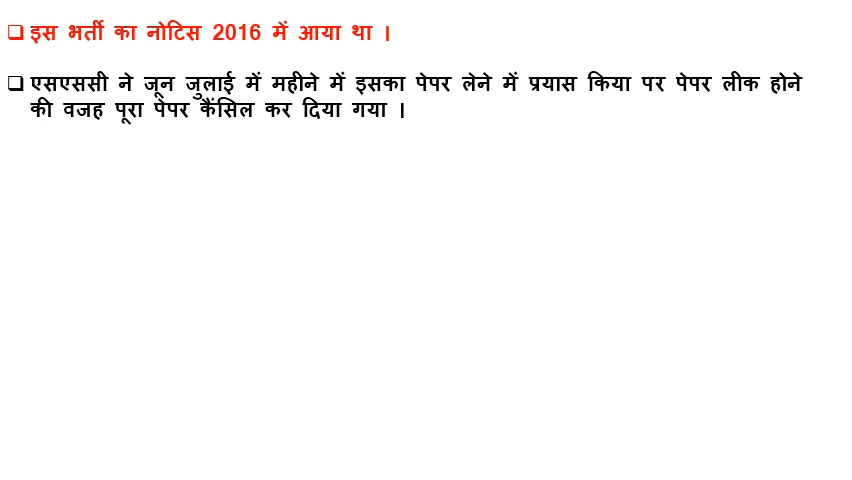 ❑ इस भर्ती का नोटिस 2016 में आया था ।
❑ एसएससी ने जून जुलाई में महीने में इसका पेपर लेने में प्रयास किया पर पेपर लीक होने
की वजह पूरा पेपर कैंसिल कर दिया गया ।